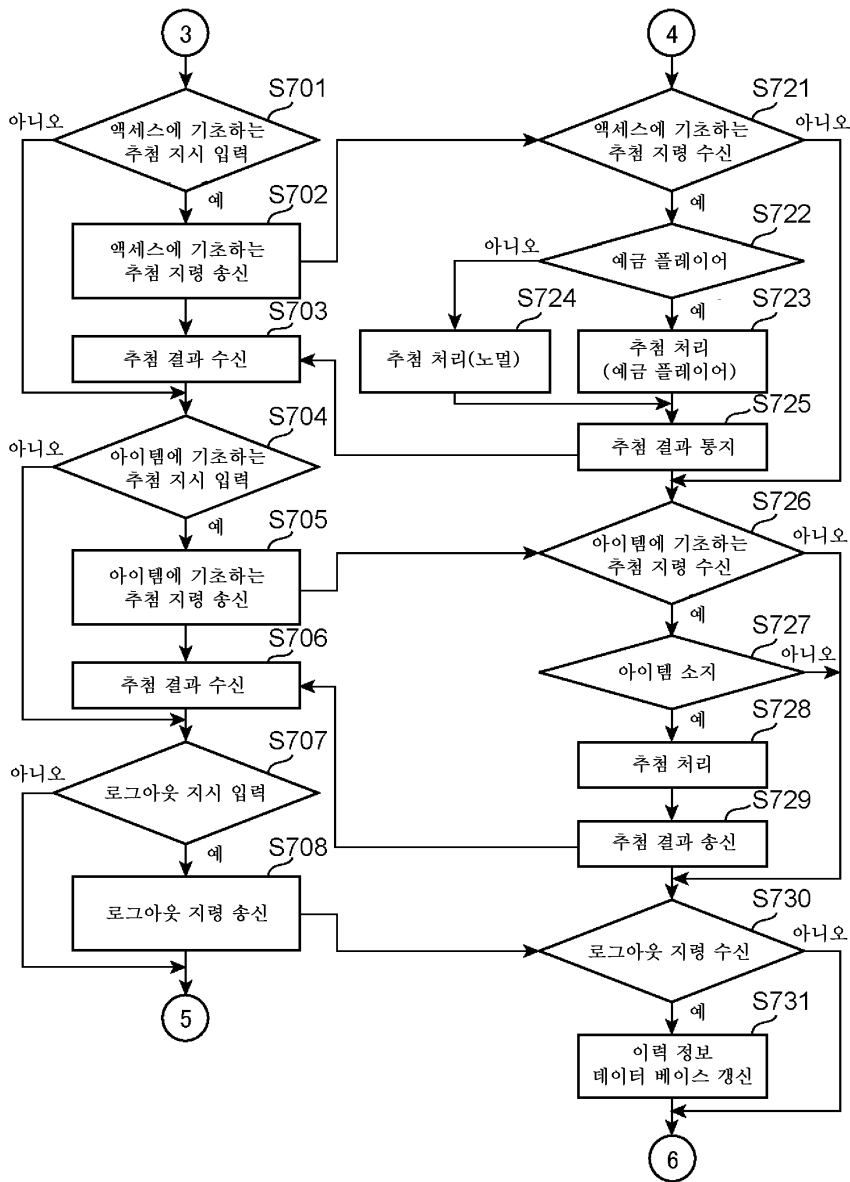 3
S701
아니오
액세스에 기초하는
추첨 지시 입력
예
S702
액세스에 기초하는
추첨 지령 송신
S703
추첨 결과 수신
S704
아니오
아이템에 기초하는
추첨 지시 입력
예
S705
아이템에 기초하는
추첨 지령 송신
S706
추첨 결과 수신
S707
아니오
로그아웃 지시 입력
예
S708
로그아웃 지령 송신
5
4
S721
액세스에 기초하는
추첨 지령 수신
아니오
예
S722
아니오
예금 플레이어
예
S724
추첨 처리(노멀)
S723
추첨 처리
(예금 플레이어)
S725
추첨 결과 통지
S726
아이템에 기초하는
추첨 지령 수신
아니오
예
S727
아이템 소지
아니오
예
S728
추첨 처리
S729
추첨 결과 송신
S730
로그아웃 지령 수신
아니오
예
S731
이력 정보
데이터 베이스 갱신
6